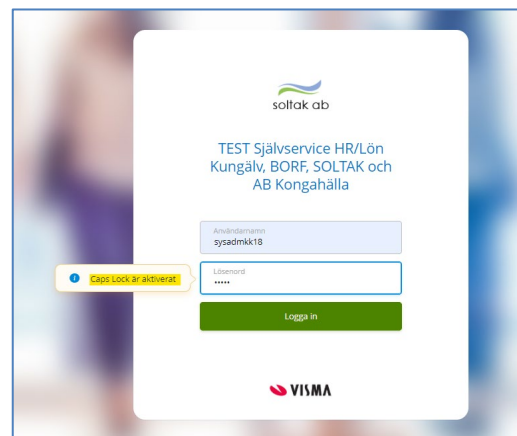 soltak ab
TEST Självservice HR/Lön
Kungälv, BORF, SOLTAK och
AB Kongahälla
Användarnamn
sysadmkk18
Caps Lock är aktiverat
Lösenord
•••••
Logga in
VISMA